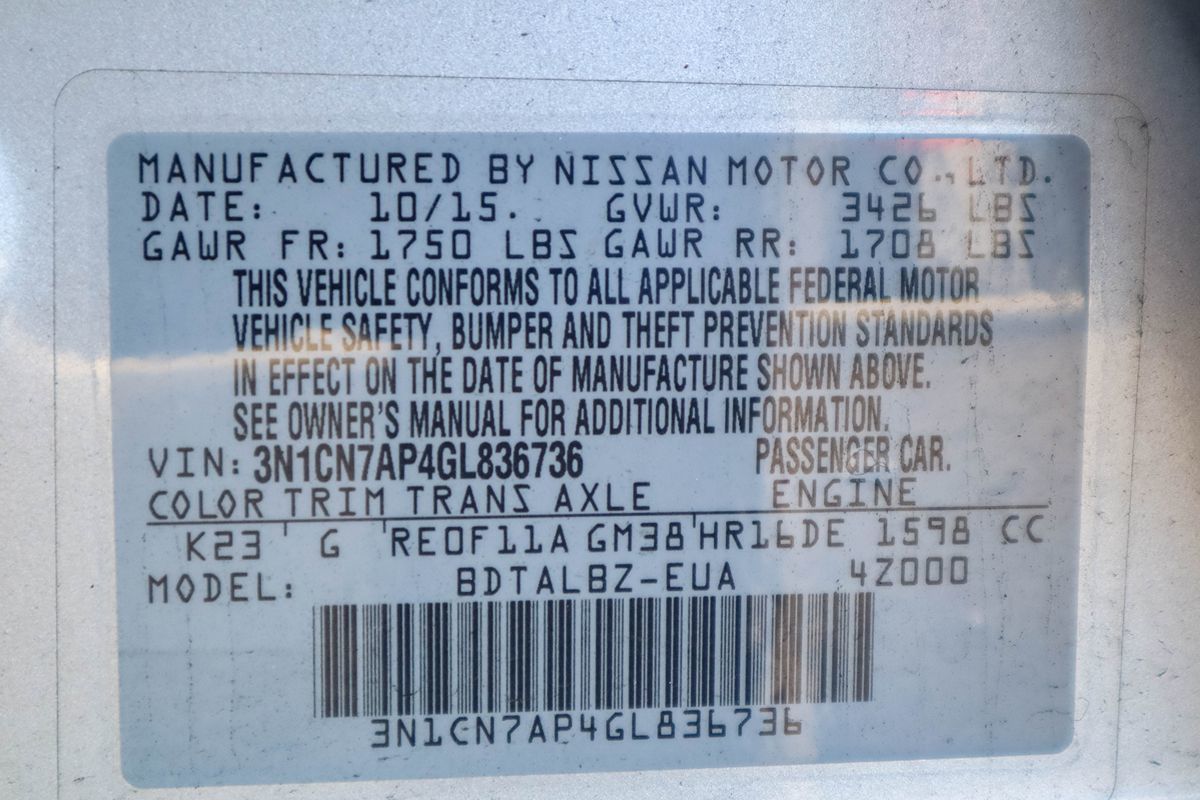 MANUFACTURED BY NISSAN MOTOR CO., LTD.
DATE: 10/15. GVWR: 3426 LBS
GAWR FR: 1750 LBS GAWR RR: 1708 LBS
THIS VEHICLE CONFORMS TO ALL APPLICABLE FEDERAL MOTOR
VEHICLE SAFETY, BUMPER AND THEFT PREVENTION STANDARDS
IN EFFECT ON THE DATE OF MANUFACTURE SHOWN ABOVE.
SEE OWNER'S MANUAL FOR ADDITIONAL INFORMATION.
VIN: 3N1CN7AP4GL836736 PASSENGER CAR.
COLOR TRIM TRANS AXLE ENGINE
K23 G RE0F11A GM38 HR16DE 1598 CC
MODEL: BDTALBZ-EUA 4Z000
3N1CN7AP4GL836736